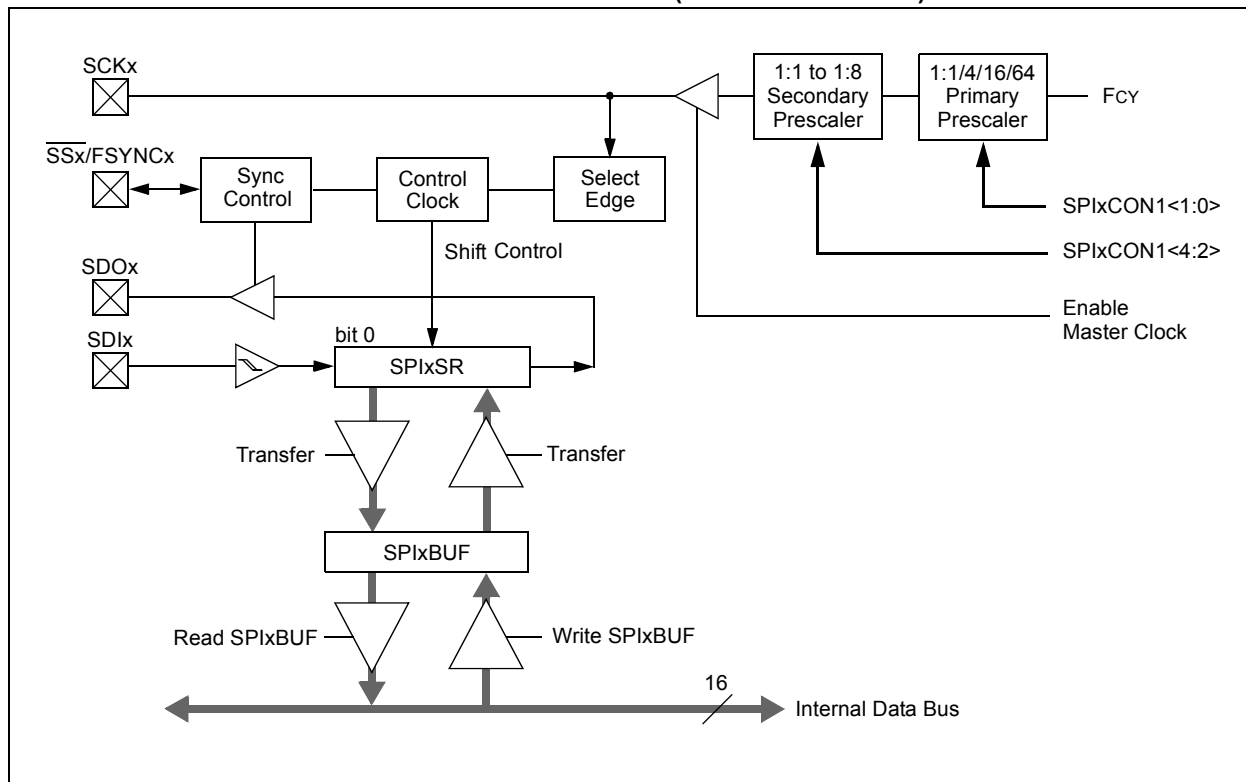 SCKx
SSx/FSYNCx
SDOx
SDIx
Sync
Control
Control
Clock
Select
Edge
1:1 to 1:8
Secondary
Prescaler
1:1/4/16/64
Primary
Prescaler
FCY
SPIxCON1<1:0>
SPIxCON1<4:2>
Enable
Master Clock
Shift Control
bit 0
SPIxSR
Transfer
Transfer
SPIxBUF
Read SPIxBUF
Write SPIxBUF
16
Internal Data Bus